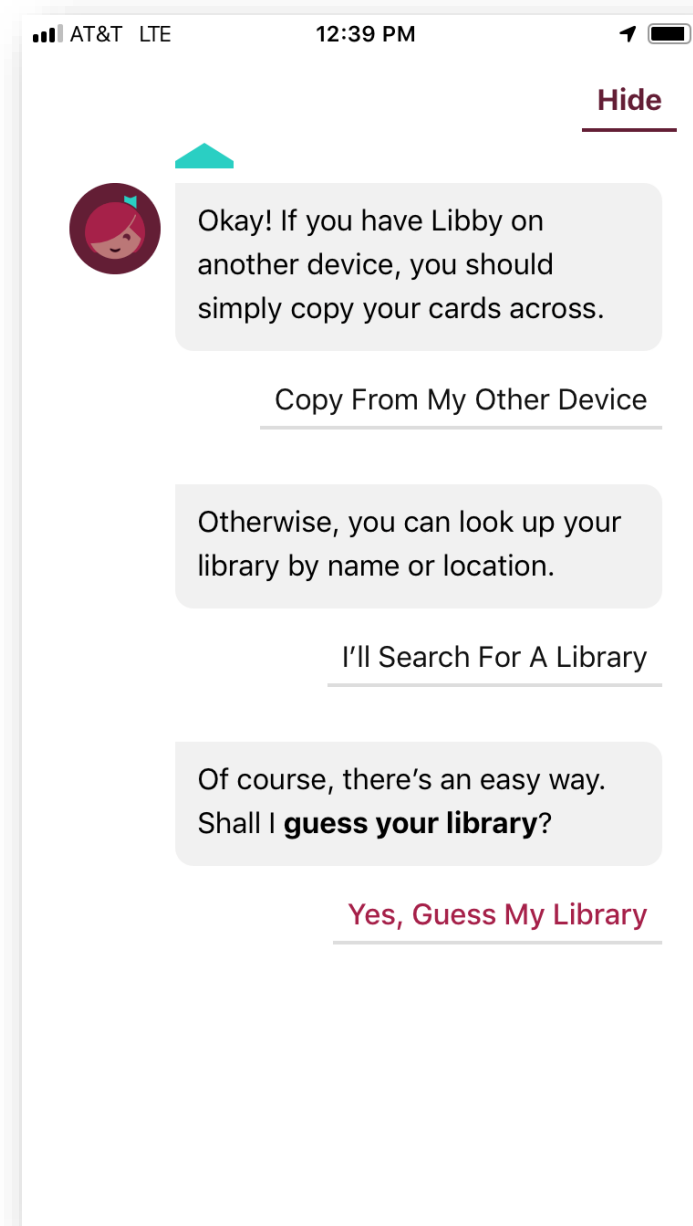 AT&T LTE 12:39 PM
Hide
Okay! If you have Libby on
another device, you should
simply copy your cards across.
Copy From My Other Device
Otherwise, you can look up your
library by name or location.
I’ll Search For A Library
Of course, there’s an easy way.
Shall I guess your library?
Yes, Guess My Library